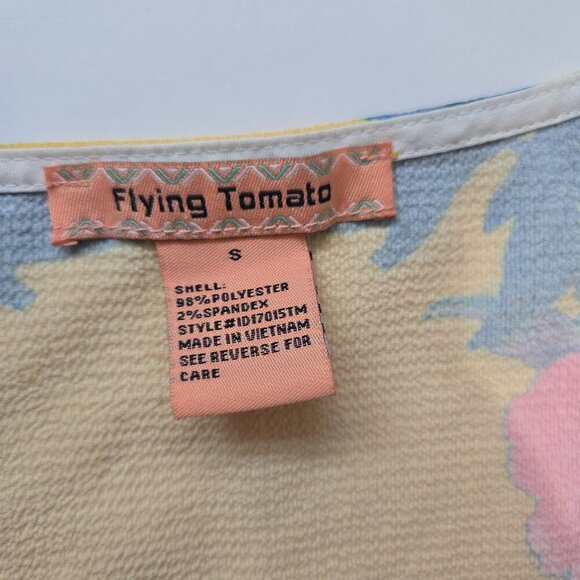 Flying Tomato
S
SHELL:
98%POLYESTER
2%SPANDEX
STYLE#ID17015TM
MADE IN VIETNAM
SEE REVERSE FOR
CARE